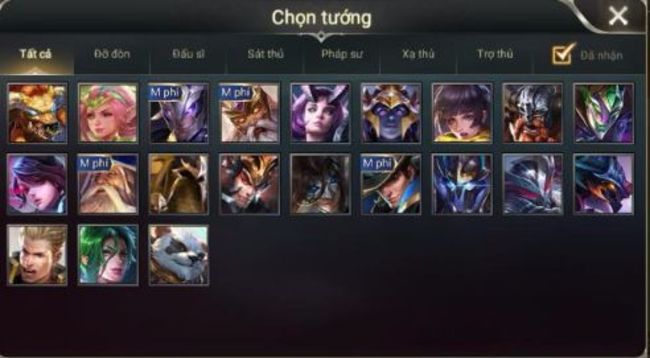 Chọn tướng
Tất cả Đỡ đòn Đấu sĩ Sát thủ Pháp sư Xạ thủ Trợ thủ Đã nhận
M phí M phí
M phí M phí